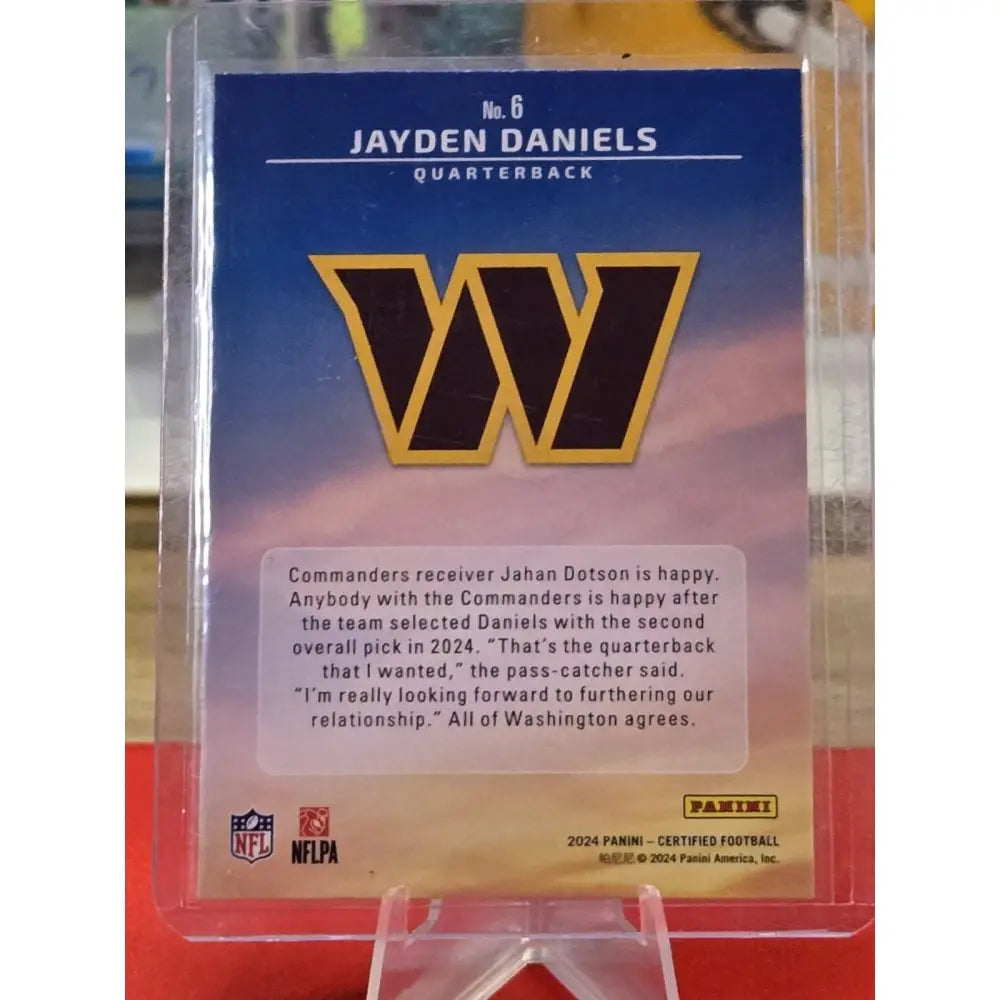 No. 6
JAYDEN DANIELS
QUARTERBACK
W
Commanders receiver Jahan Dotson is happy.
Anybody with the Commanders is happy after
the team selected Daniels with the second
overall pick in 2024. “That’s the quarterback
that I wanted,” the pass-catcher said.
“I’m really looking forward to furthering our
relationship.” All of Washington agrees.
PANINI
NFL
NFLPA
2024 PANINI – CERTIFIED FOOTBALL
帕尼尼 © 2024 Panini America, Inc.